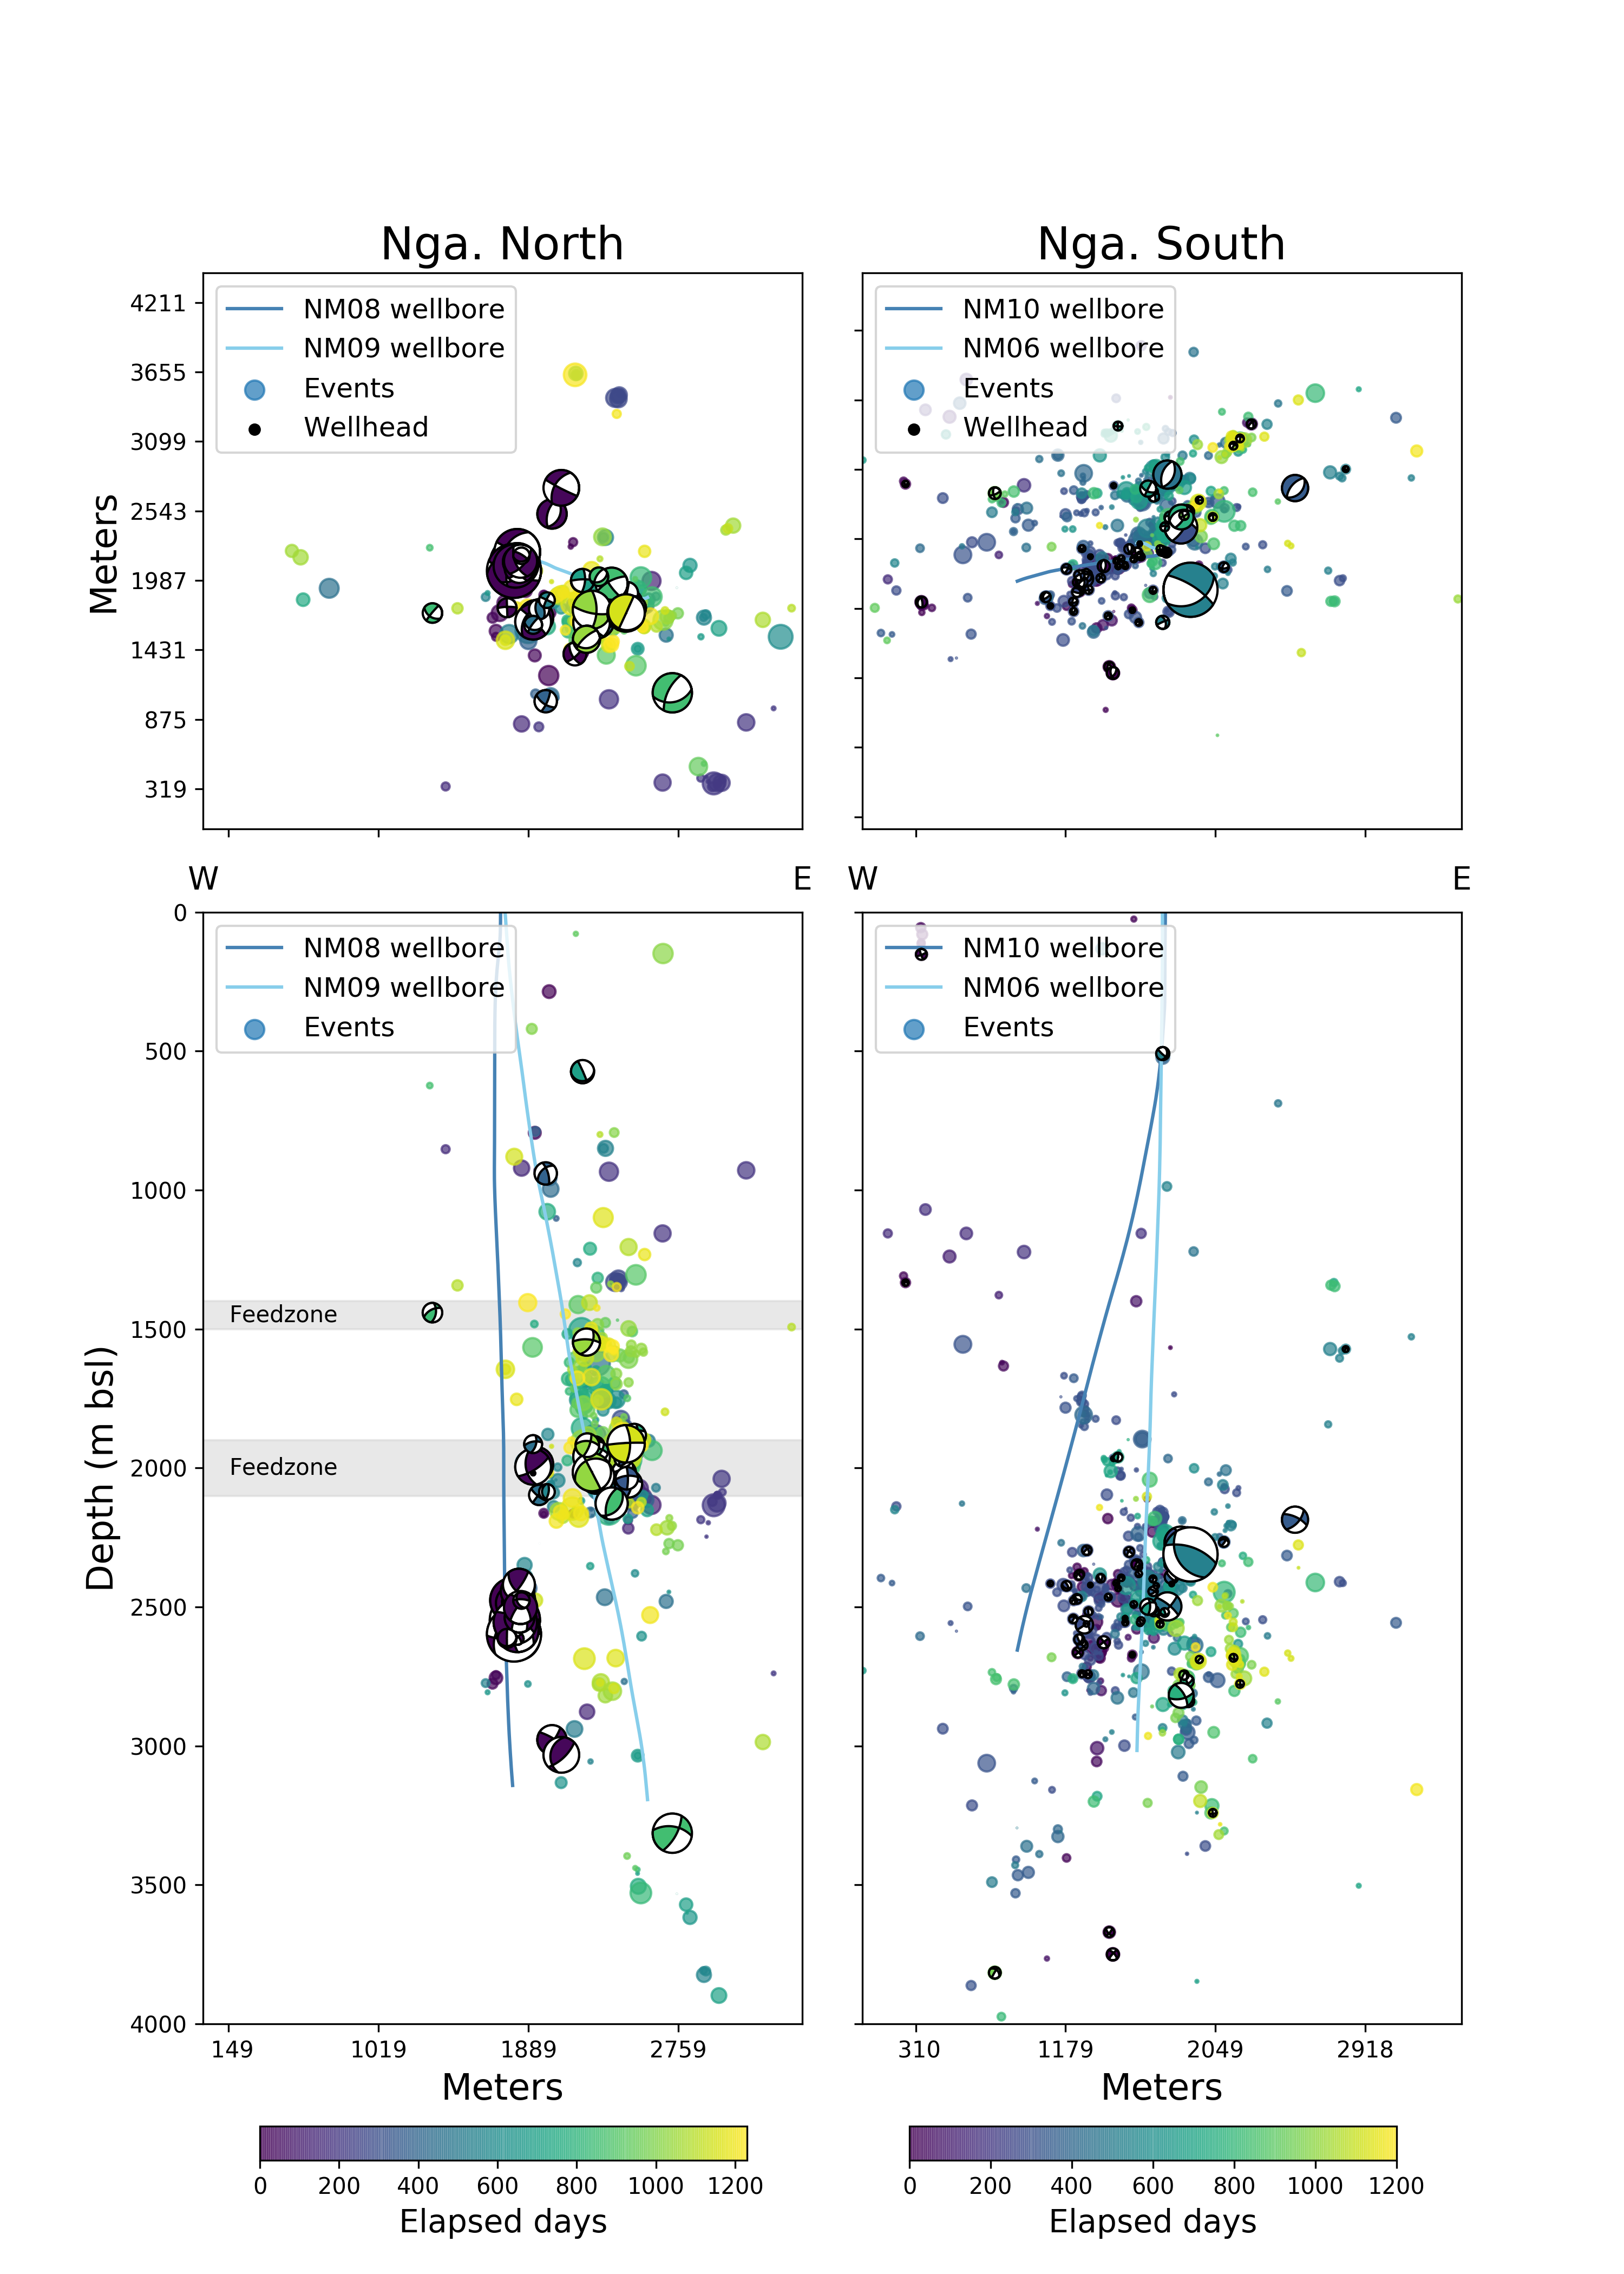 Nga. North
Nga. South
NM08 wellbore
NM09 wellbore
Events
Wellhead
NM10 wellbore
NM06 wellbore
Events
Wellhead
Meters
4211
3655
3099
2543
1987
1431
875
319
W
E
W
E
NM08 wellbore
NM09 wellbore
Events
NM10 wellbore
NM06 wellbore
Events
Depth (m bsl)
0
500
1000
1500
2000
2500
3000
3500
4000
Feedzone
Feedzone
149 1019 1889 2759
310 1179 2049 2918
Meters
Meters
0 200 400 600 800 1000 1200
0 200 400 600 800 1000 1200
Elapsed days
Elapsed days